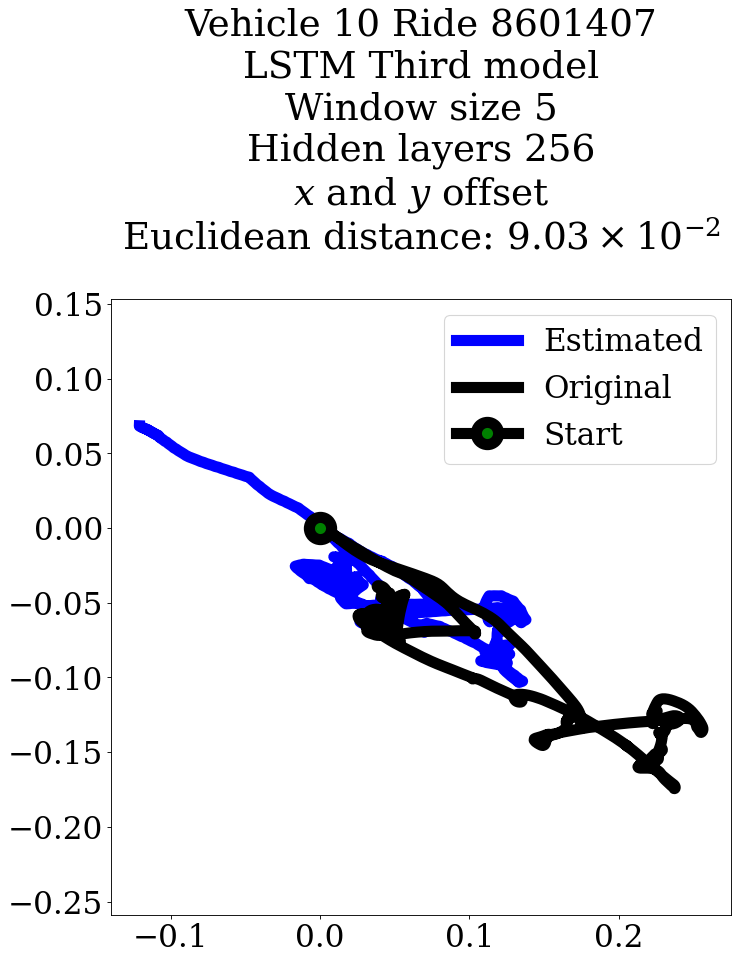 Vehicle 10 Ride 8601407
LSTM Third model
Window size 5
Hidden layers 256
x and y offset
Euclidean distance: 9.03 × 10⁻²
Estimated
Original
Start
0.15
0.10
0.05
0.00
−0.05
−0.10
−0.15
−0.20
−0.25
−0.1
0.0
0.1
0.2